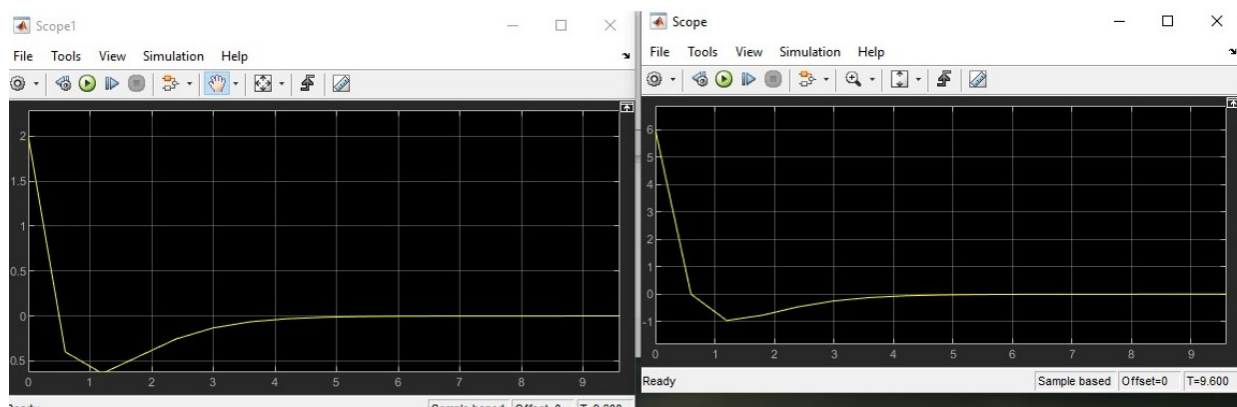 Scope1
File Tools View Simulation Help
2
1.5
1
0.5
0
0.5
0 1 2 3 4 5 6 7 8 9
Scope
File Tools View Simulation Help
6
5
4
3
2
1
0
-1
0 1 2 3 4 5 6 7 8 9
Ready Sample based Offset=0 T=9.600